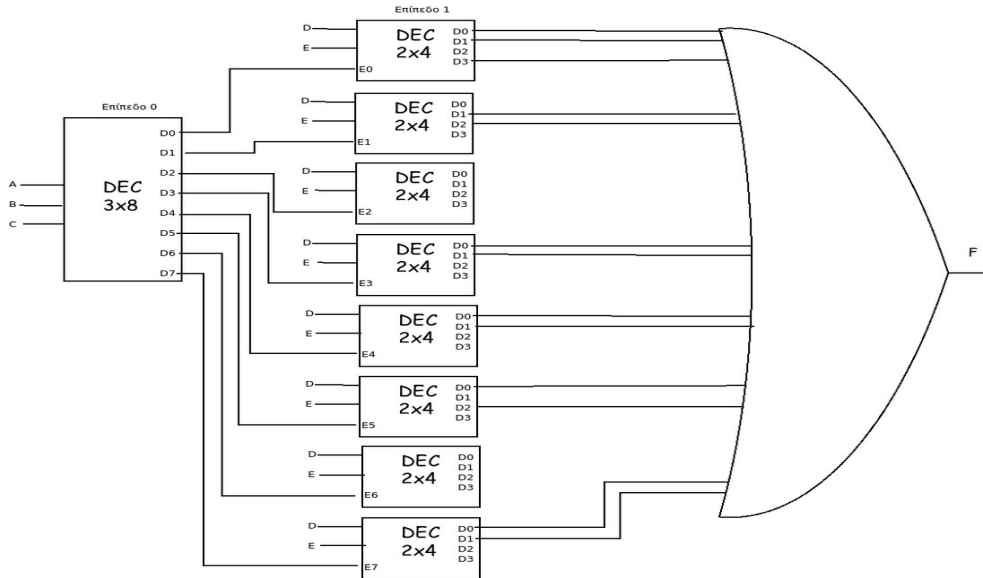 Επίπεδο 0
A
B
C
DEC
3x8
D0
D1
D2
D3
D4
D5
D6
D7
Επίπεδο 1
D
E
E0
DEC
2x4
D0
D1
D2
D3
D
E
E1
DEC
2x4
D0
D1
D2
D3
D
E
E2
DEC
2x4
D0
D1
D2
D3
D
E
E3
DEC
2x4
D0
D1
D2
D3
D
E
E4
DEC
2x4
D0
D1
D2
D3
D
E
E5
DEC
2x4
D0
D1
D2
D3
D
E
E6
DEC
2x4
D0
D1
D2
D3
D
E
E7
DEC
2x4
D0
D1
D2
D3
F